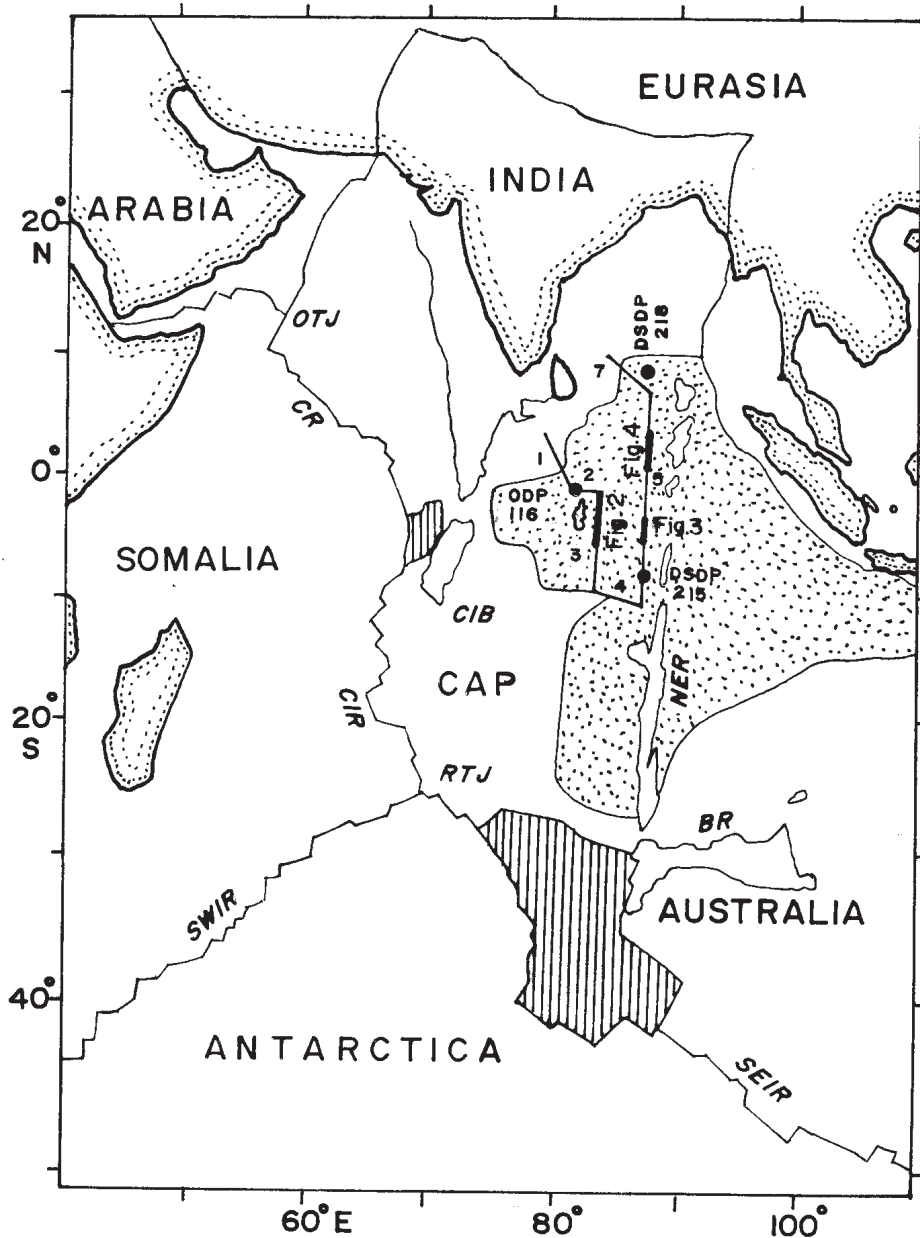 EURASIA
INDIA
ARABIA
20°
N
OTJ
DSDP
218
7
CR
Fig.4
1
0°
2
5
ODP
116
Fig.2
Fig.3
SOMALIA
3
4
DSDP
215
CIB
CAP
NER
CIR
20°
S
RTJ
BR
SWIR
AUSTRALIA
40°
ANTARCTICA
SEIR
60°E
80°
100°